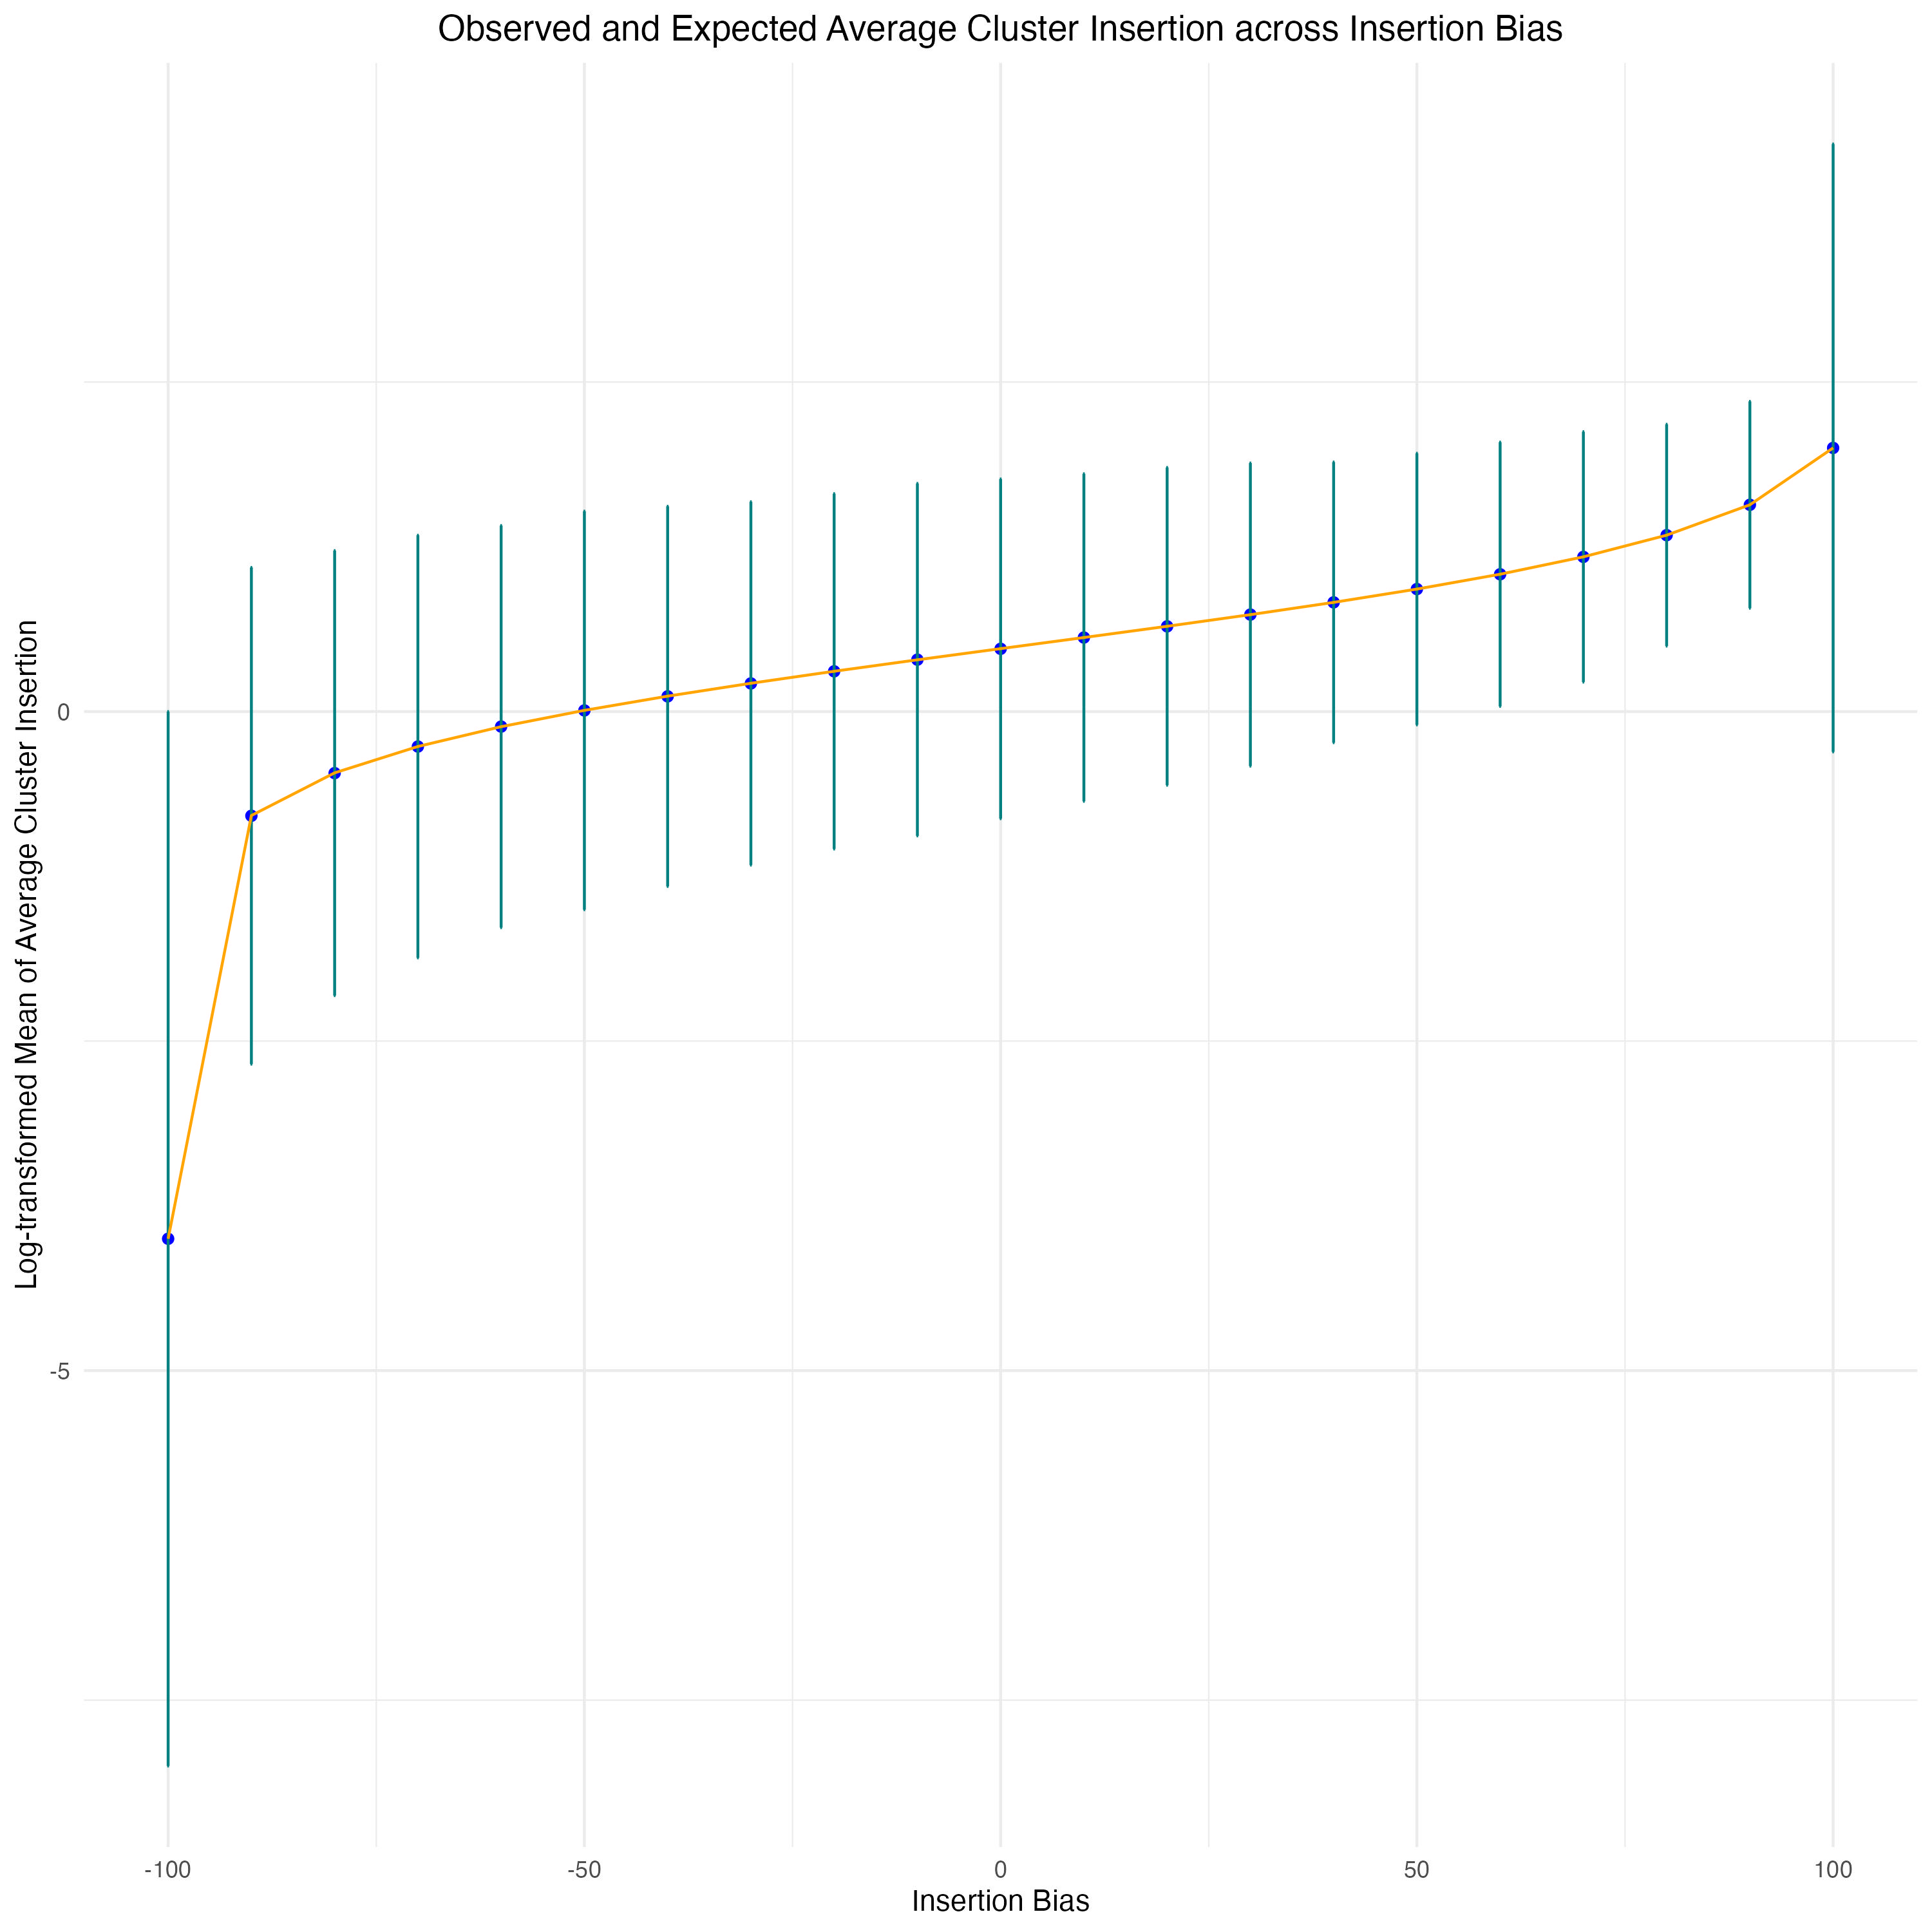 Observed and Expected Average Cluster Insertion across Insertion Bias
Log-transformed Mean of Average Cluster Insertion
0
-5
-100
-50
0
50
100
Insertion Bias